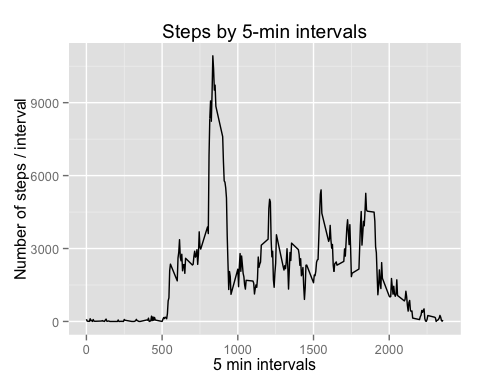 Steps by 5-min intervals
Number of steps / interval
9000
6000
3000
0
0 500 1000 1500 2000
5 min intervals